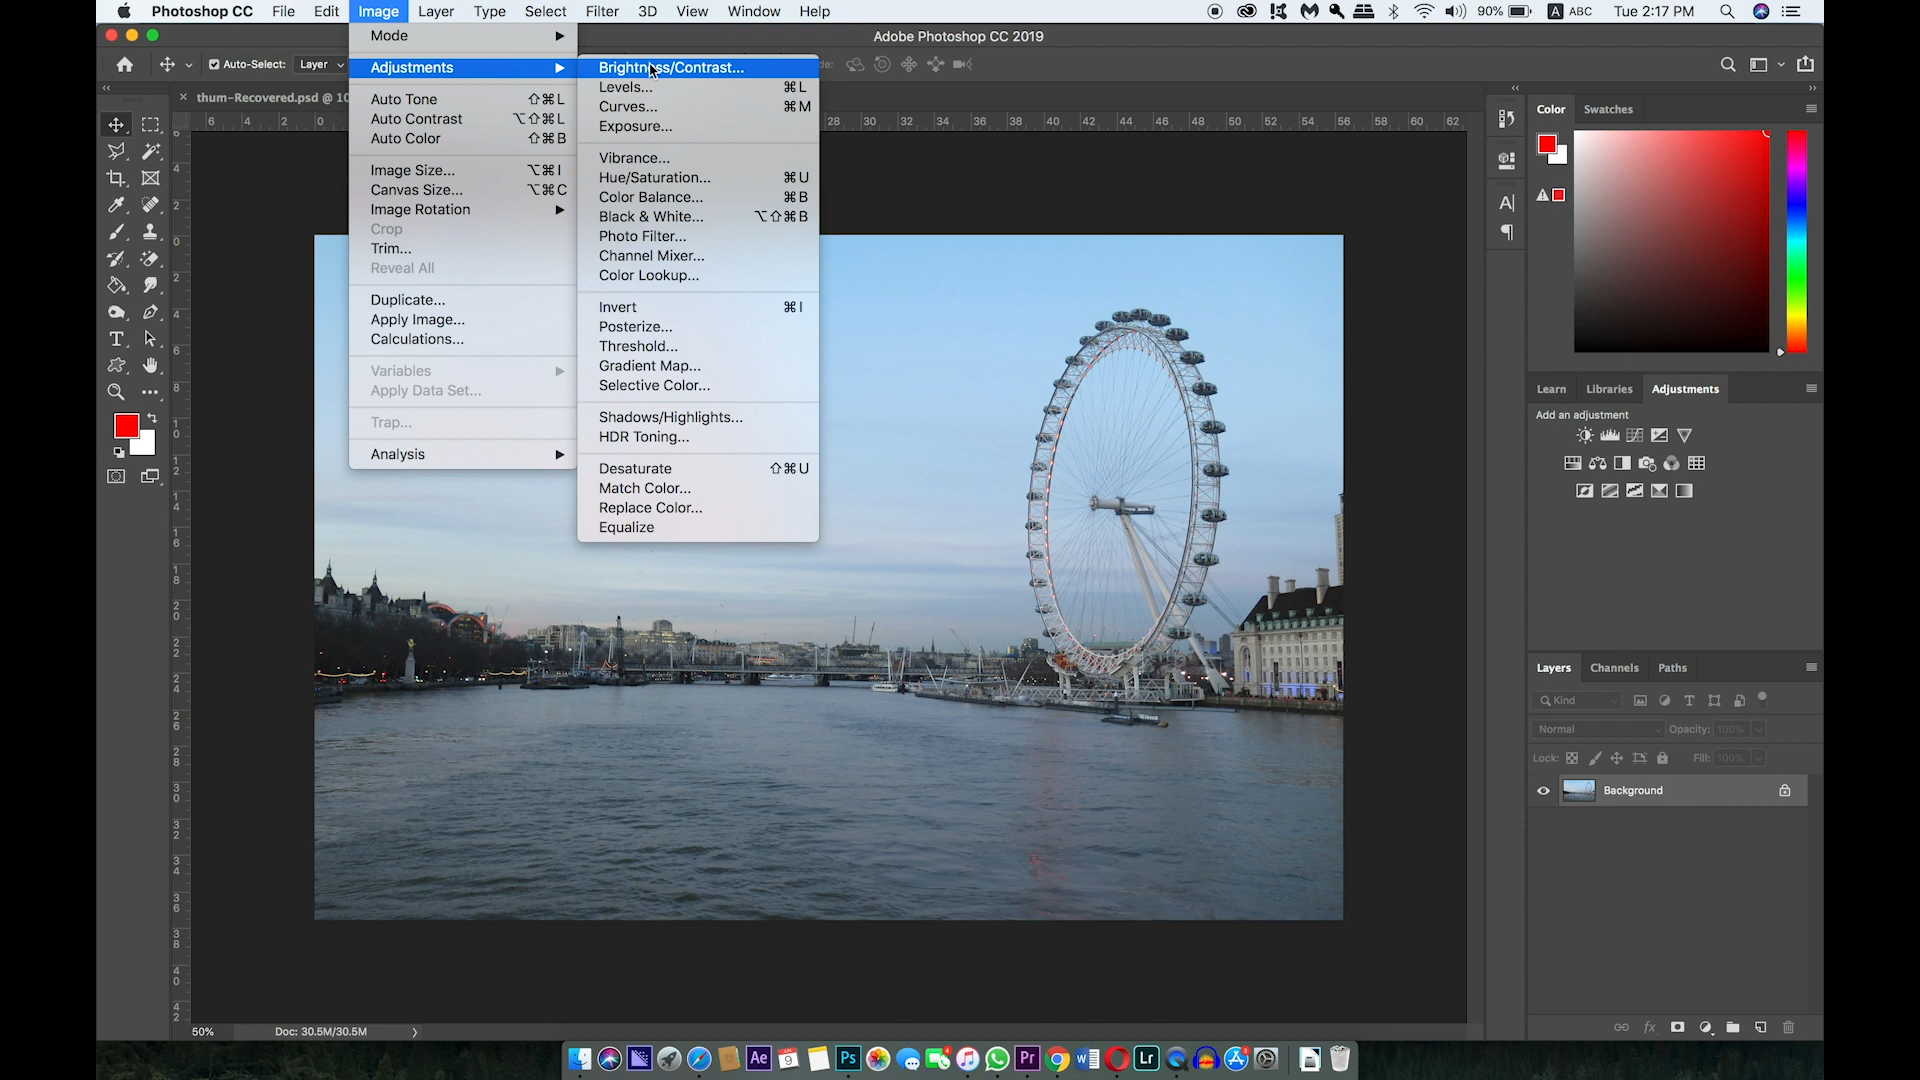 Photoshop CC File Edit Image Layer Type Select Filter 3D View Window Help 90% A ABC Tue 2:17 PM
Adobe Photoshop CC 2019
Auto-Select: Layer
thum-Recovered.psd @ 10
Mode
Adjustments
Auto Tone ⇧⌘L
Auto Contrast ⌥⇧⌘L
Auto Color ⇧⌘B
Image Size... ⌥⌘I
Canvas Size... ⌥⌘C
Image Rotation
Crop
Trim...
Reveal All
Duplicate...
Apply Image...
Calculations...
Variables
Apply Data Set...
Trap...
Analysis
Brightness/Contrast...
Levels... ⌘L
Curves... ⌘M
Exposure...
Vibrance...
Hue/Saturation... ⌘U
Color Balance... ⌘B
Black & White... ⌥⇧⌘B
Photo Filter...
Channel Mixer...
Color Lookup...
Invert ⌘I
Posterize...
Threshold...
Gradient Map...
Selective Color...
Shadows/Highlights...
HDR Toning...
Desaturate ⇧⌘U
Match Color...
Replace Color...
Equalize
6 4 2 0 28 30 32 34 36 38 40 42 44 46 48 50 52 54 56 58 60 62
Color Swatches
Learn Libraries Adjustments
Add an adjustment
Layers Channels Paths
Kind
Normal Opacity: 100%
Lock: Fill: 100%
Background
fx
50% Doc: 30.5M/30.5M
Ae 9 Ps Pr W Lr